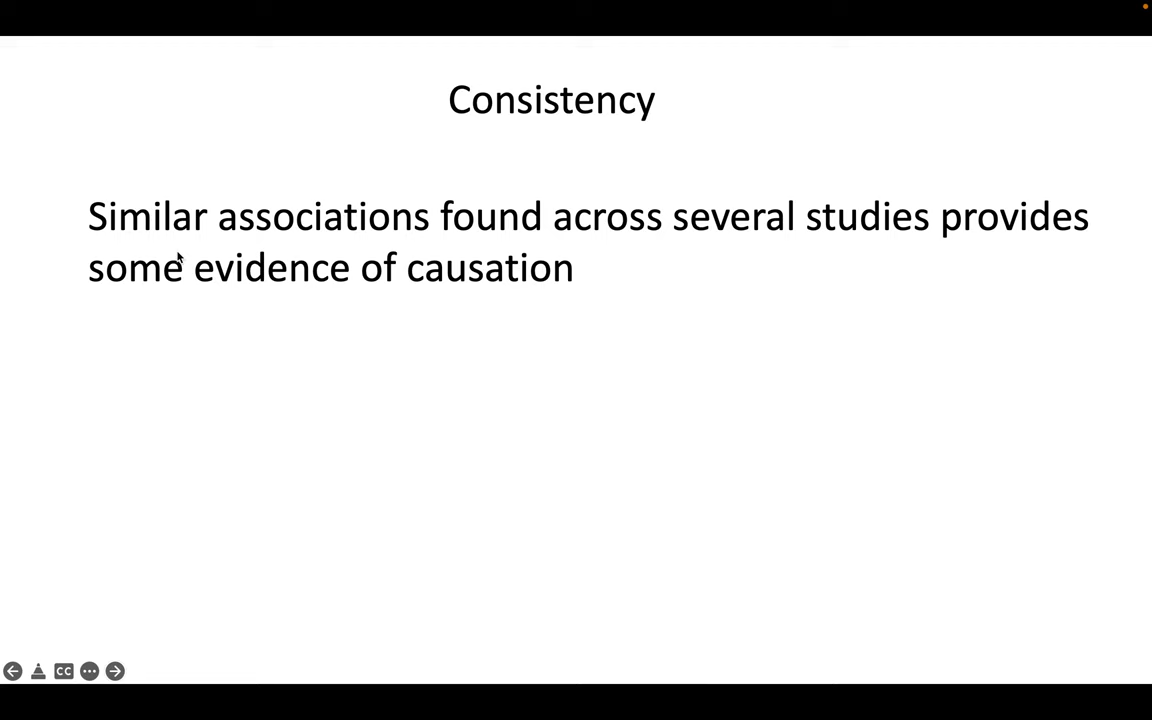 Consistency
Similar associations found across several studies provides
some evidence of causation
CC